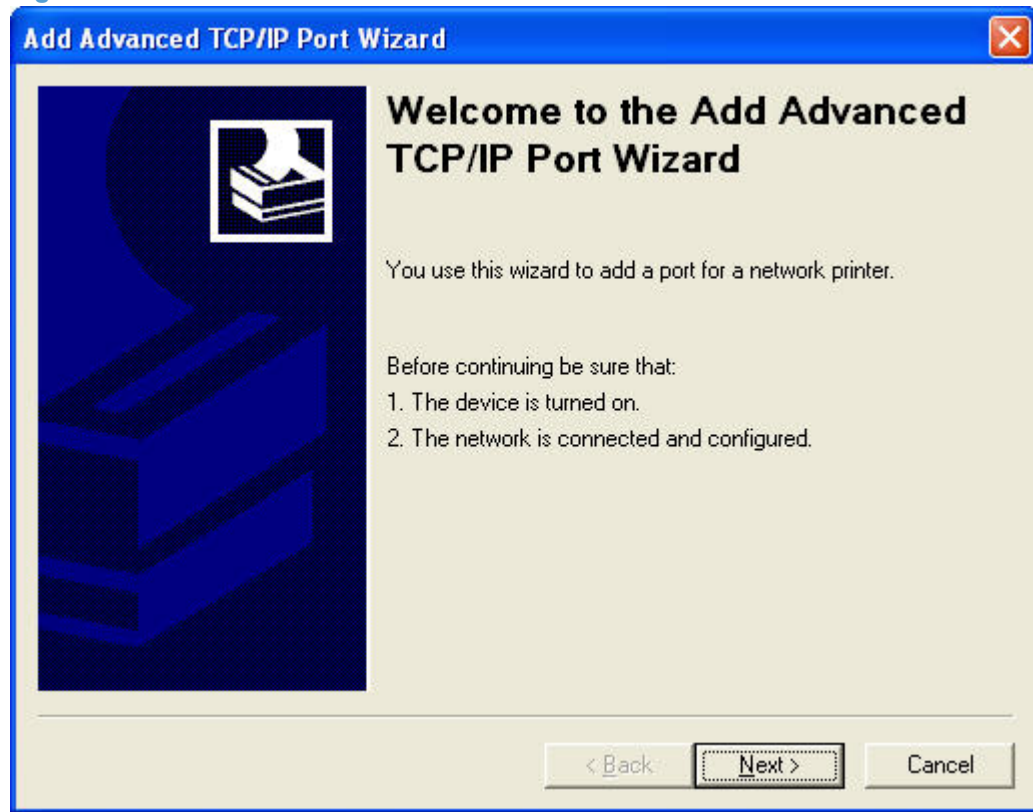 Add Advanced TCP/IP Port Wizard
Welcome to the Add Advanced
TCP/IP Port Wizard
You use this wizard to add a port for a network printer.
Before continuing be sure that:
1. The device is turned on.
2. The network is connected and configured.
< Back
Next >
Cancel